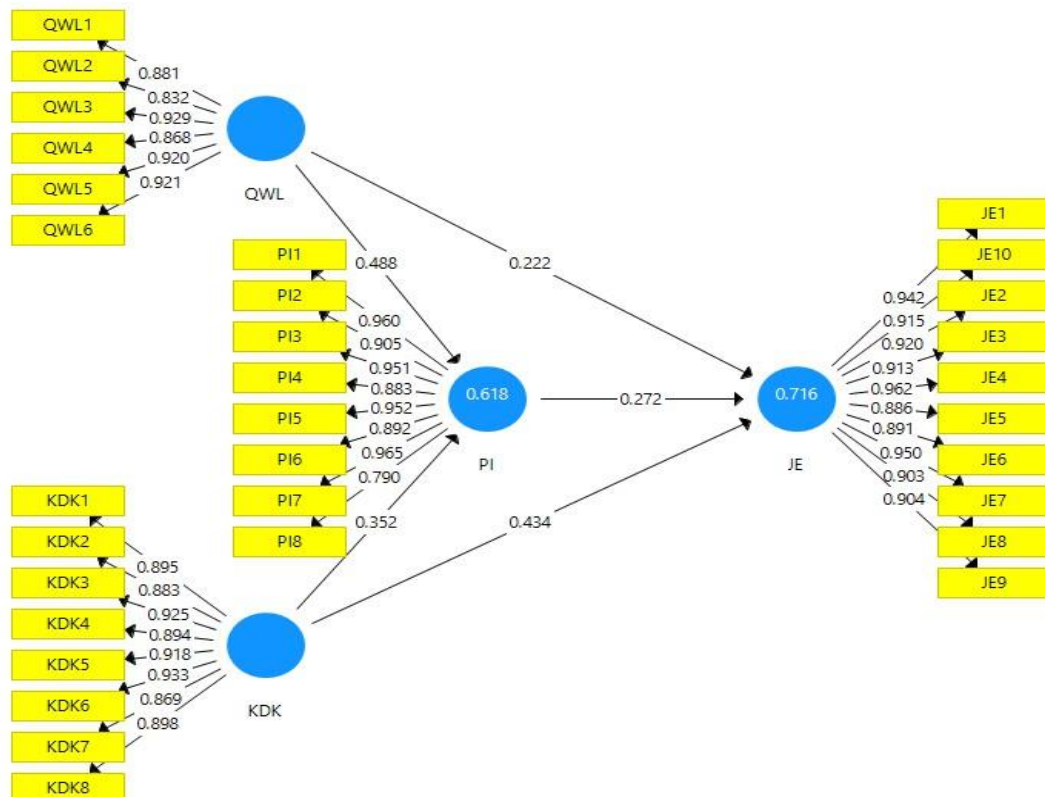 QWL1
QWL2
QWL3
QWL4
QWL5
QWL6
0.881
0.832
0.929
0.868
0.920
0.921
QWL
0.488
0.222
PI1
PI2
PI3
PI4
PI5
PI6
PI7
PI8
0.960
0.905
0.951
0.883
0.952
0.892
0.965
0.790
0.618
PI
0.272
0.352
0.434
JE1
JE10
JE2
JE3
JE4
JE5
JE6
JE7
JE8
JE9
0.942
0.915
0.920
0.913
0.962
0.886
0.891
0.950
0.903
0.904
0.716
JE
KDK1
KDK2
KDK3
KDK4
KDK5
KDK6
KDK7
KDK8
0.895
0.883
0.925
0.894
0.918
0.933
0.869
0.898
KDK